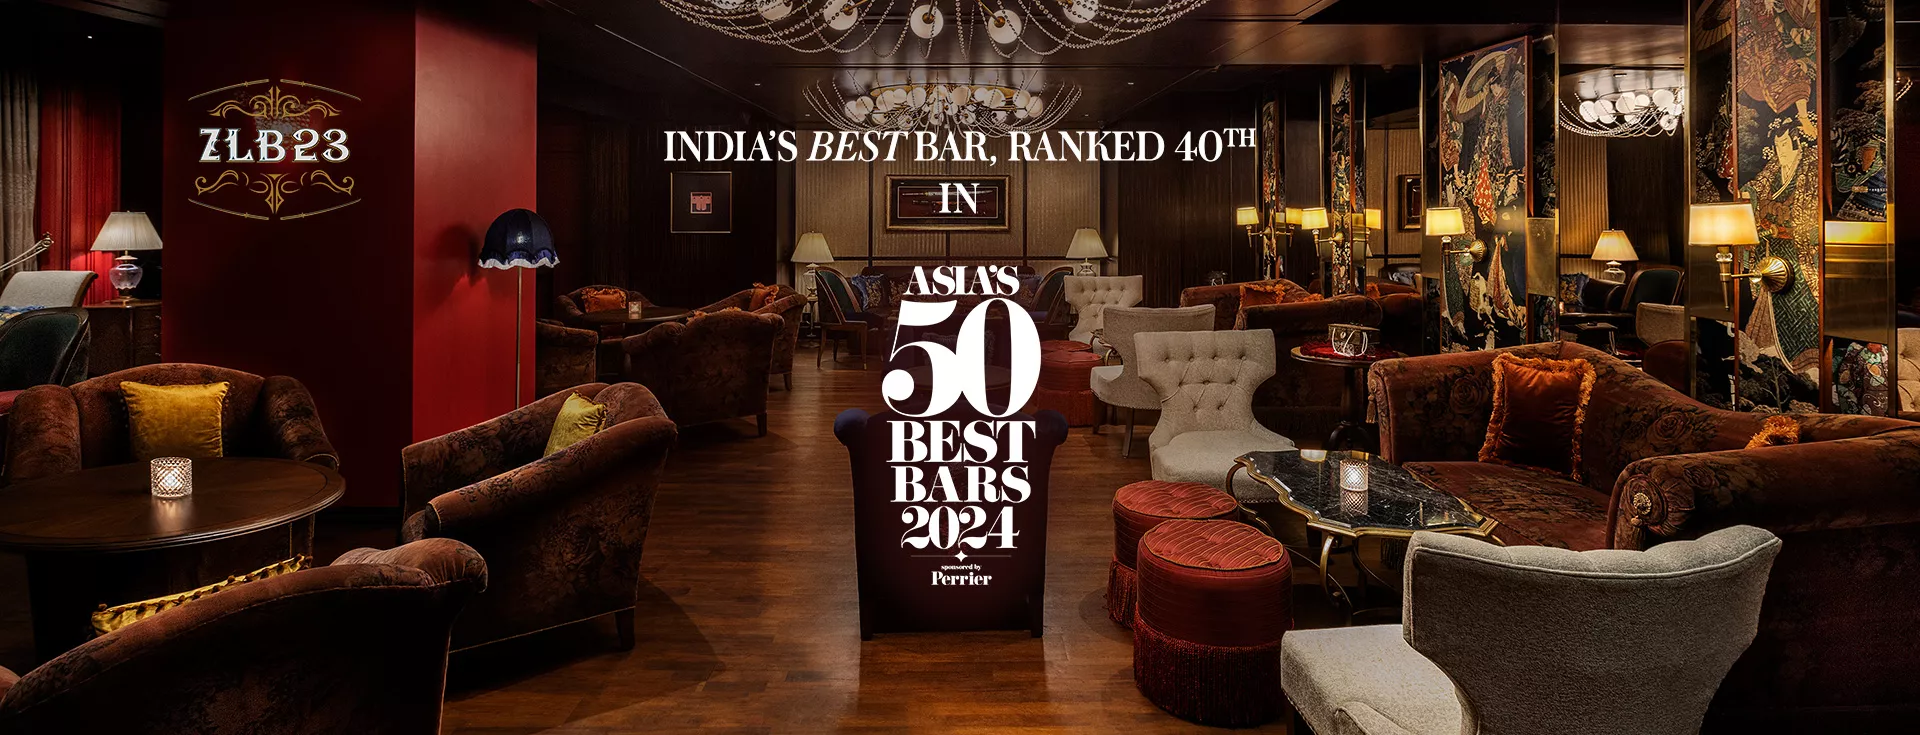 ZLB23
INDIA'S BEST BAR, RANKED 40TH
IN
ASIA'S
50
BEST
BARS
2024
sponsored by
Perrier